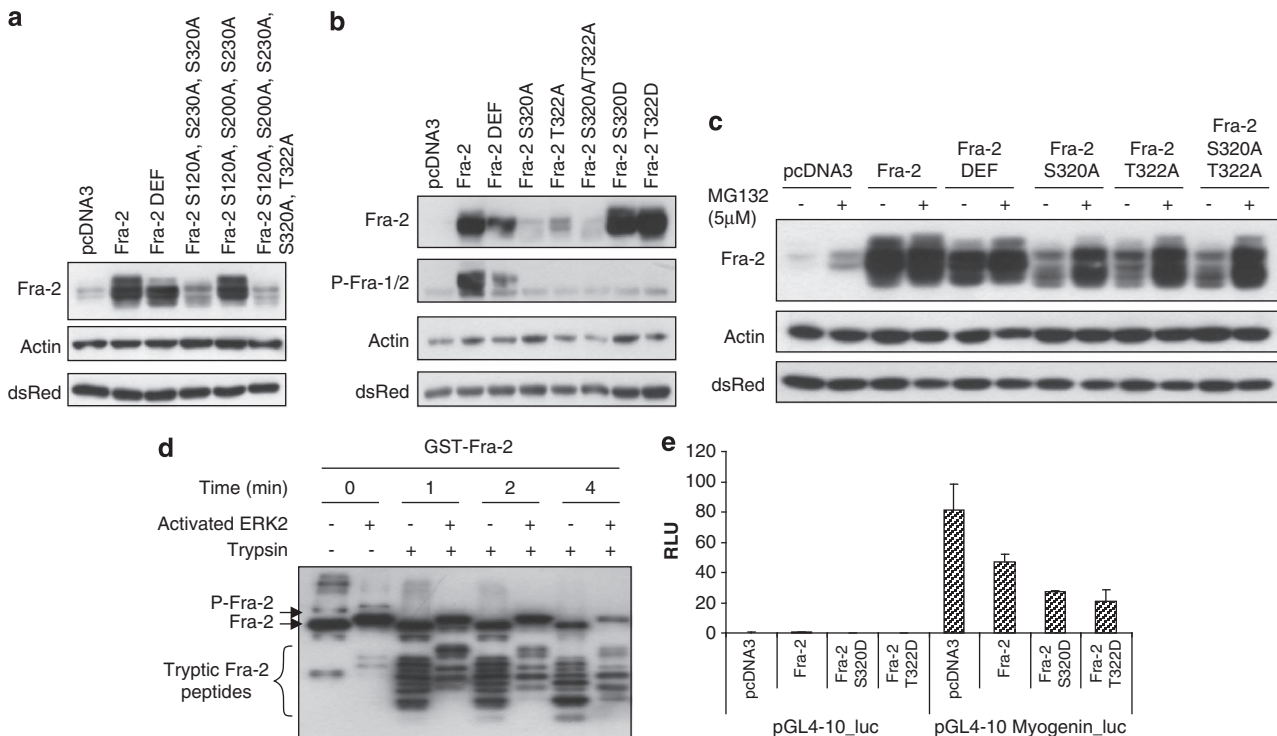 a
pcDNA3
Fra-2
Fra-2 DEF
Fra-2 S120A, S230A, S320A
Fra-2 S120A, S200A, S230A
Fra-2 S120A, S200A, S230A,
S320A, T322A
Fra-2
Actin
dsRed
b
pcDNA3
Fra-2
Fra-2 DEF
Fra-2 S320A
Fra-2 T322A
Fra-2 S320A/T322A
Fra-2 S320D
Fra-2 T322D
Fra-2
P-Fra-1/2
Actin
dsRed
c
pcDNA3
Fra-2
Fra-2
DEF
Fra-2
S320A
Fra-2
T322A
Fra-2
S320A
T322A
MG132
(5μM)
- + - + - + - + - + - +
Fra-2
Actin
dsRed
d
GST-Fra-2
Time (min) 0 1 2 4
Activated ERK2 - + - + - + - +
Trypsin - - + + + + + +
P-Fra-2
Fra-2
Tryptic Fra-2
peptides
e
RLU
120
100
80
60
40
20
0
pcDNA3
Fra-2
Fra-2
S320D
Fra-2
T322D
pcDNA3
Fra-2
Fra-2
S320D
Fra-2
T322D
pGL4-10_luc
pGL4-10 Myogenin_luc